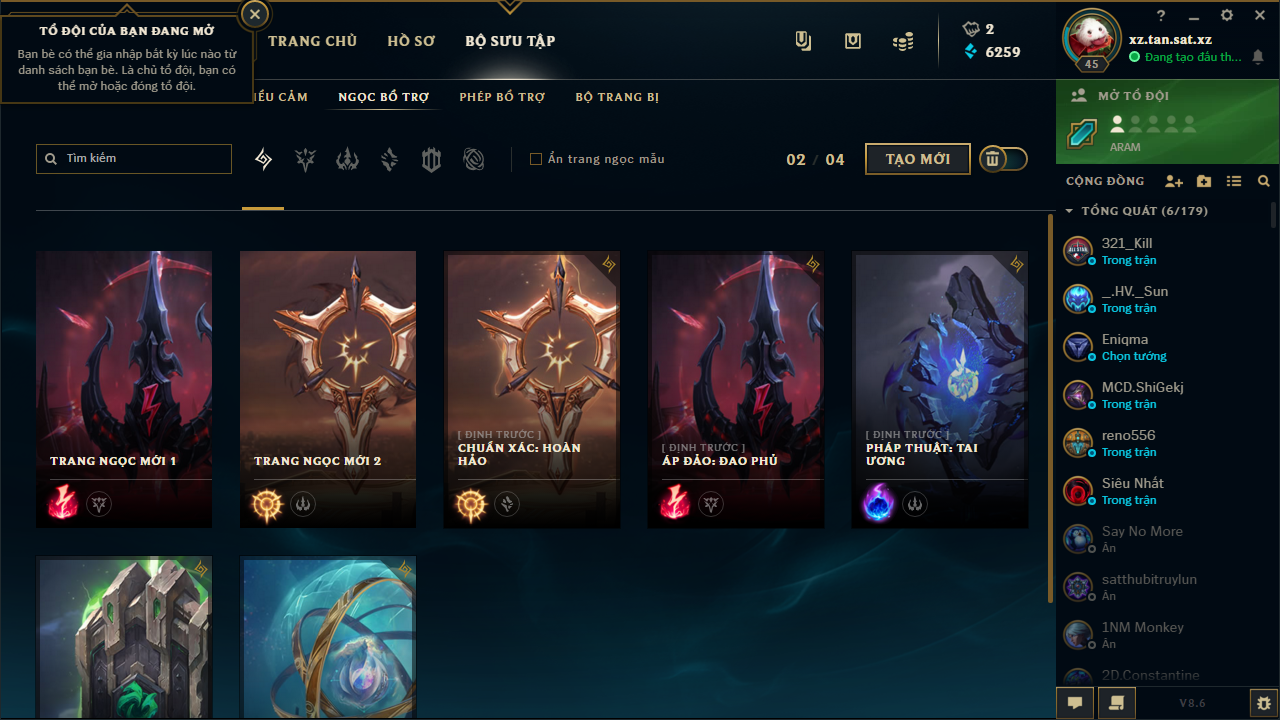 TỔ ĐỘI CỦA BẠN ĐANG MỞ
Bạn bè có thể gia nhập bất kỳ lúc nào từ
danh sách bạn bè. Là chủ tổ đội, bạn có
thể mở hoặc đóng tổ đội.
TRANG CHỦ
HỒ SƠ
BỘ SƯU TẬP
2
6259
?
xz.tan.sat.xz
Đang tạo đấu th...
45
IỂU CẢM
NGỌC BỔ TRỢ
PHÉP BỔ TRỢ
BỘ TRANG BỊ
MỞ TỔ ĐỘI
ARAM
Tìm kiếm
Ẩn trang ngọc mẫu
02 / 04
TẠO MỚI
CỘNG ĐỒNG
TỔNG QUÁT (6/179)
321_Kill
Trong trận
_.HV._Sun
Trong trận
Eniqma
Chọn tướng
MCD.ShiGekj
Trong trận
reno556
Trong trận
Siêu Nhất
Trong trận
Say No More
Ẩn
satthubitruylun
Ẩn
1NM Monkey
Ẩn
2D.Constantine
TRANG NGỌC MỚI 1
TRANG NGỌC MỚI 2
[ ĐỊNH TRƯỚC ]
CHUẨN XÁC: HOÀN
HẢO
[ ĐỊNH TRƯỚC ]
ÁP ĐẢO: ĐAO PHỦ
[ ĐỊNH TRƯỚC ]
PHÁP THUẬT: TAI
ƯƠNG
V8.6